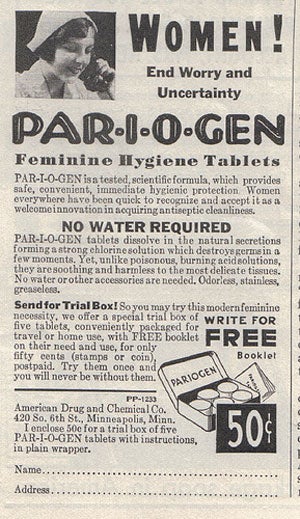 WOMEN!
End Worry and
Uncertainty
PAR·I·O·GEN
Feminine Hygiene Tablets
PAR-I-O-GEN is a tested, scientific formula, which provides
safe, convenient, immediate hygienic protection. Women
everywhere have been quick to recognize and accept it as a
welcome innovation in acquiring antiseptic cleanliness.
NO WATER REQUIRED
PAR-I-O-GEN tablets dissolve in the natural secretions
forming a strong chlorine solution which destroys germs in a
few moments. Yet, unlike poisonous, burning acid solutions,
they are soothing and harmless to the most delicate tissues.
No water or other accessories are needed. Odorless, stainless,
greaseless.
Send for Trial Box! So you may try this modern feminine
necessity, we offer a special trial box of
five tablets, conveniently packaged for
travel or home use, with FREE booklet
on their need and use, for only
fifty cents (stamps or coin),
postpaid. Try them once and
you will never be without them.
WRITE FOR
FREE
Booklet
PARIOGEN
50¢
PP-1233
American Drug and Chemical Co.
420 So. 6th St., Minneapolis, Minn.
I enclose 50c for a trial box of five
PAR-I-O-GEN tablets with instructions,
in plain wrapper.
Name
Address